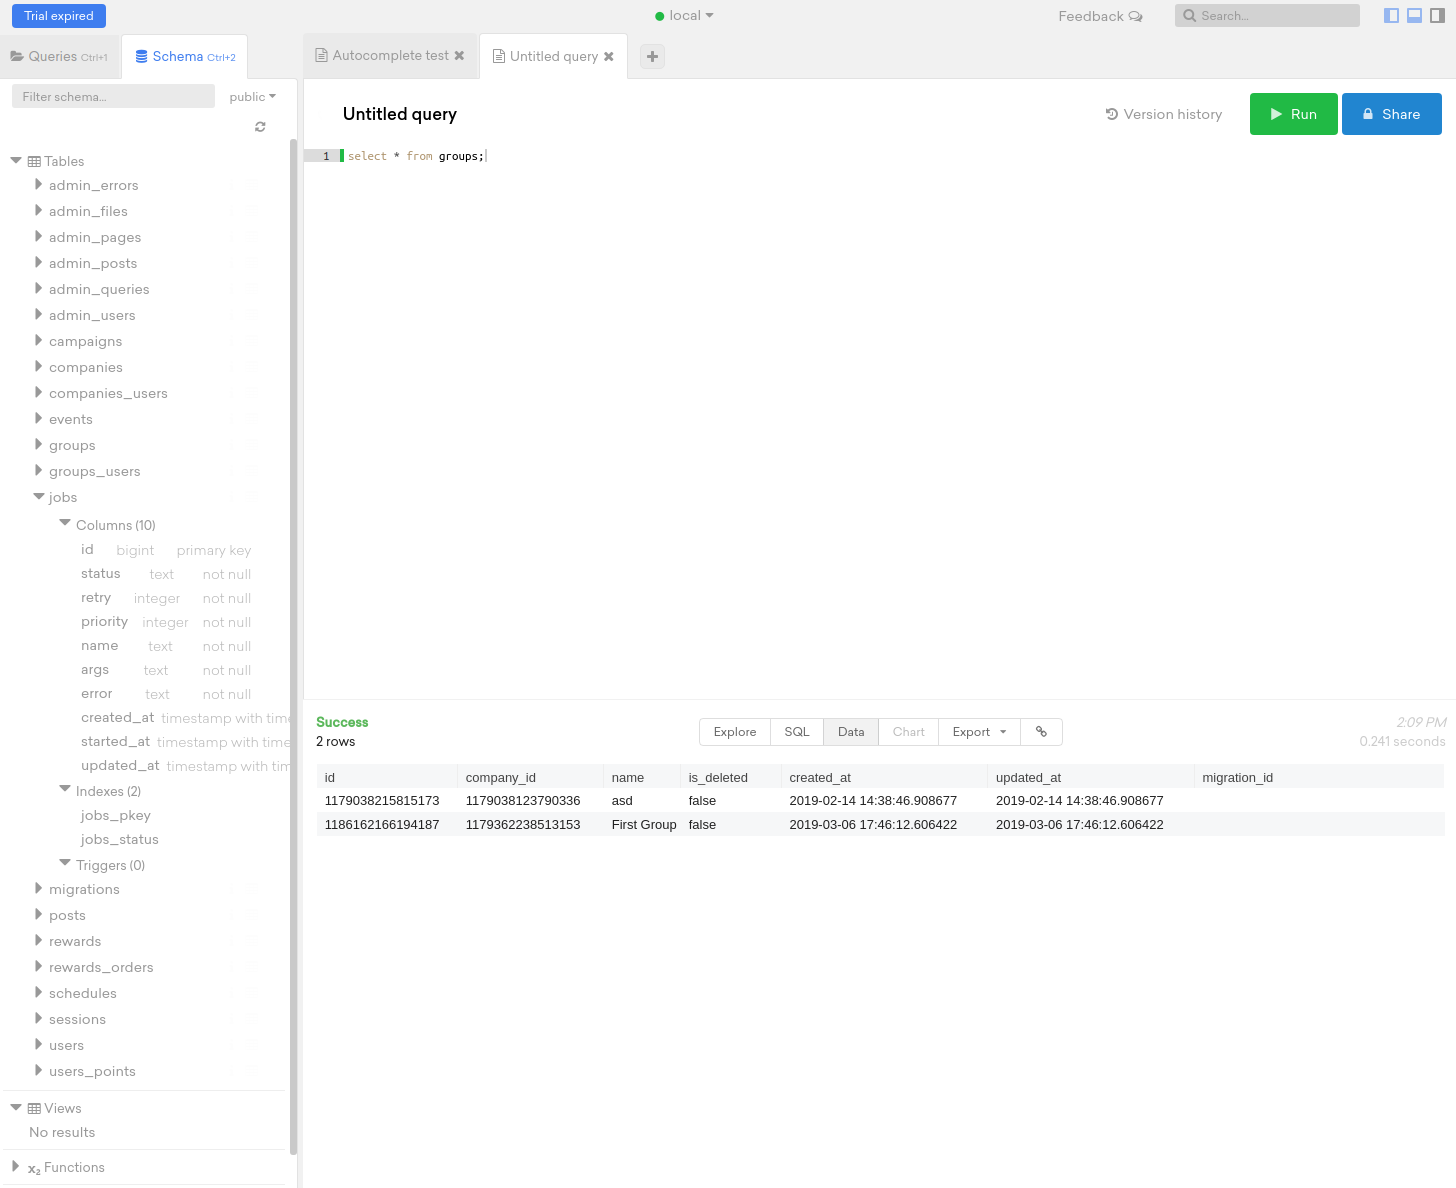 Trial expired
local
Feedback
Search...
Queries Ctrl+1
Schema Ctrl+2
Autocomplete test
Untitled query
Filter schema...
public
Untitled query
Version history
Run
Share
1 select * from groups;
Tables
admin_errors
admin_files
admin_pages
admin_posts
admin_queries
admin_users
campaigns
companies
companies_users
events
groups
groups_users
jobs
Columns (10)
id bigint primary key
status text not null
retry integer not null
priority integer not null
name text not null
args text not null
error text not null
created_at timestamp with time
started_at timestamp with time
updated_at timestamp with tim
Indexes (2)
jobs_pkey
jobs_status
Triggers (0)
migrations
posts
rewards
rewards_orders
schedules
sessions
users
users_points
Views
No results
x₂ Functions
Success
2 rows
Explore
SQL
Data
Chart
Export
2:09 PM
0.241 seconds
id company_id name is_deleted created_at updated_at migration_id
1179038215815173 1179038123790336 asd false 2019-02-14 14:38:46.908677 2019-02-14 14:38:46.908677
1186162166194187 1179362238513153 First Group false 2019-03-06 17:46:12.606422 2019-03-06 17:46:12.606422